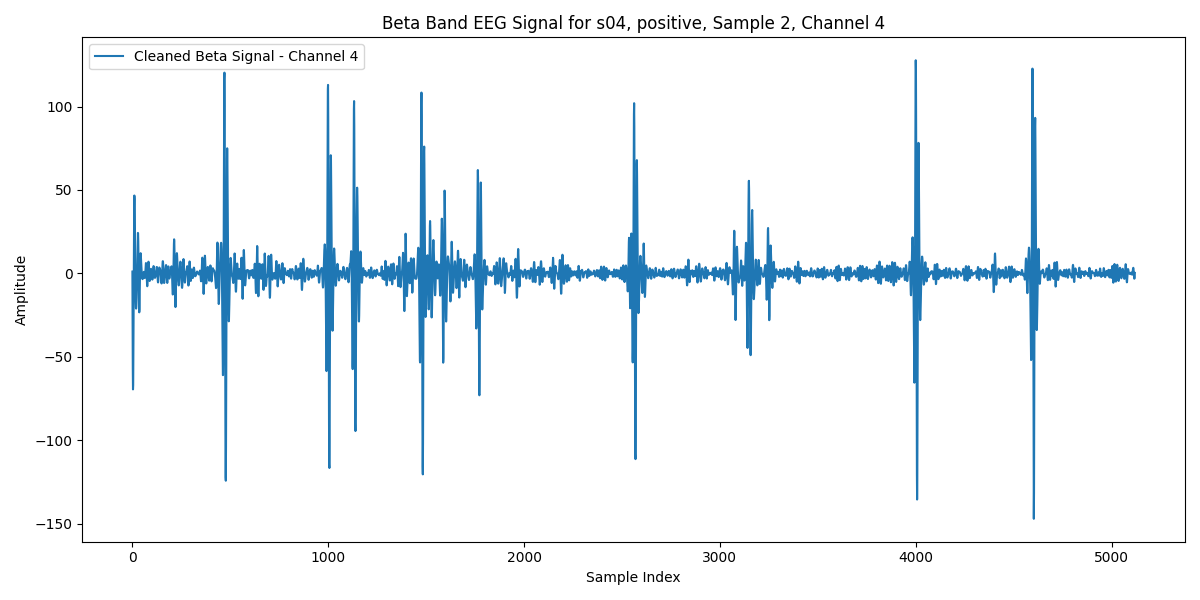 Beta Band EEG Signal for s04, positive, Sample 2, Channel 4
Cleaned Beta Signal - Channel 4
100
50
0
−50
−100
−150
Amplitude
0 1000 2000 3000 4000 5000
Sample Index